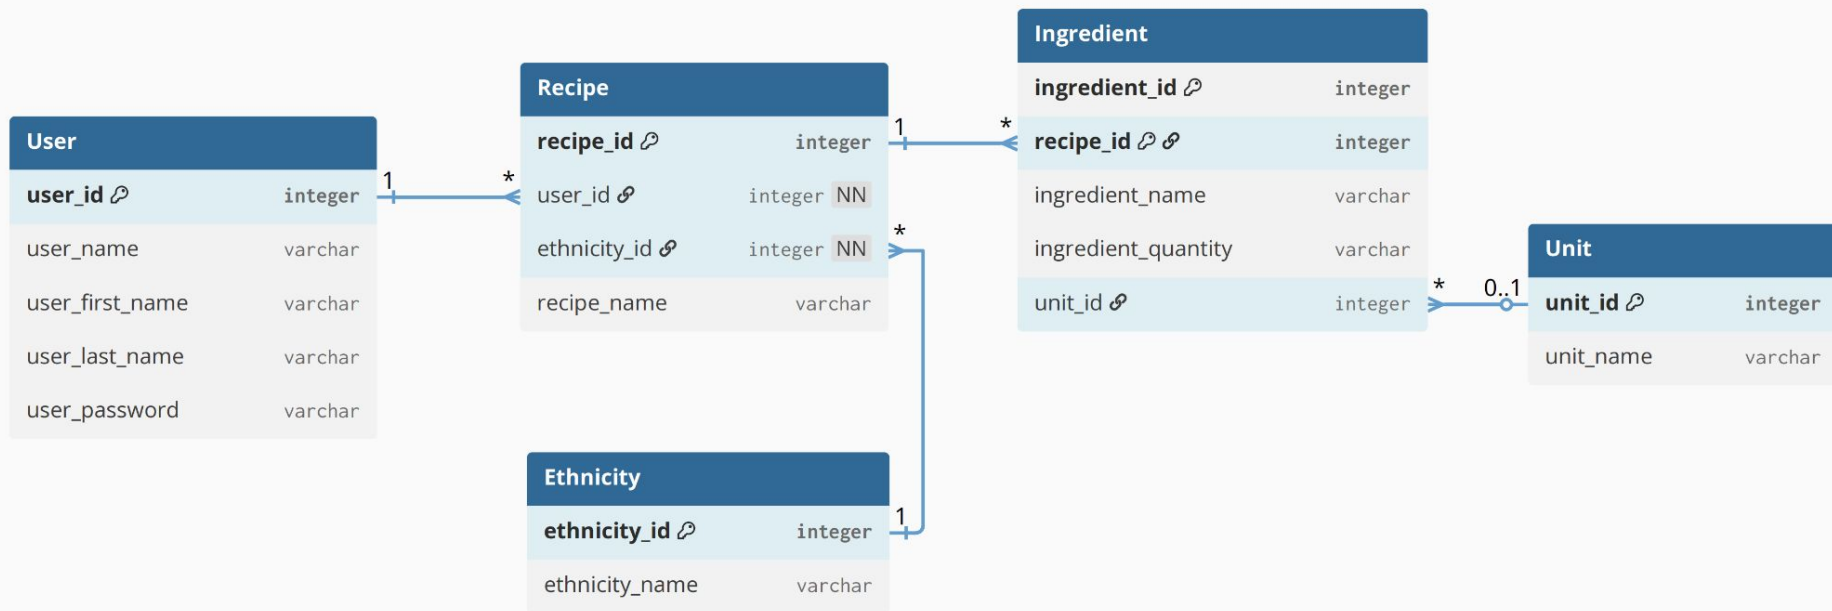 User
user_id integer
user_name varchar
user_first_name varchar
user_last_name varchar
user_password varchar
1 *
Recipe
recipe_id integer
user_id integer NN
ethnicity_id integer NN
recipe_name varchar
1 *
*
1
Ethnicity
ethnicity_id integer
ethnicity_name varchar
Ingredient
ingredient_id integer
recipe_id integer
ingredient_name varchar
ingredient_quantity varchar
unit_id integer
* 0..1
Unit
unit_id integer
unit_name varchar